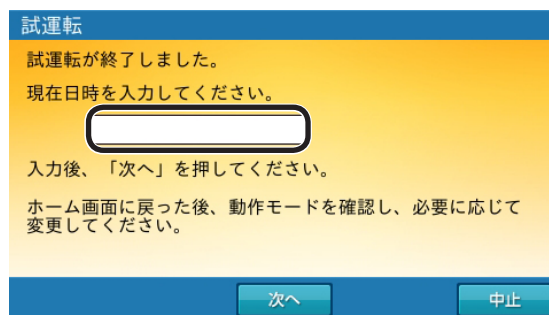 試運転
試運転が終了しました。
現在日時を入力してください。
入力後、「次へ」を押してください。
ホーム画面に戻った後、動作モードを確認し、必要に応じて
変更してください。
次へ
中止